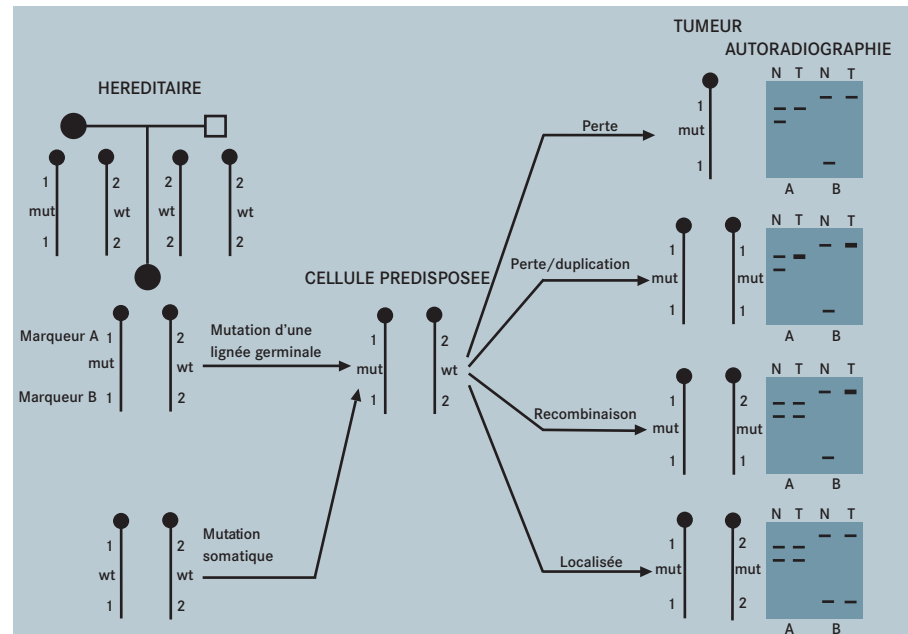 TUMEUR
AUTORADIOGRAPHIE
HEREDITAIRE
1 2 2 2
mut wt wt wt
1 2 2 2
Marqueur A 1 2
mut wt
Marqueur B 1 2
Mutation d'une
lignée germinale
CELLULE PREDISPOSEE
1 2
mut wt
1 2
1 2
wt wt
1 2
Mutation
somatique
Perte
1
mut
1
N T N T
A B
Perte/duplication
1 1
mut mut
1 1
N T N T
A B
Recombinaison
1 2
mut mut
1 1
N T N T
A B
Localisée
1 2
mut mut
1 2
N T N T
A B